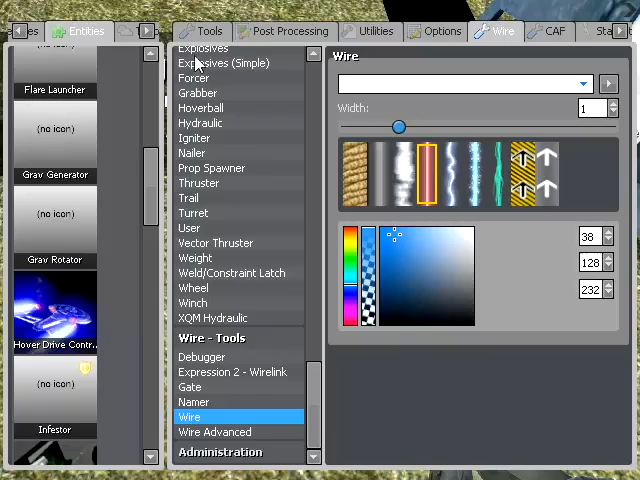 es Entities
Tools Post Processing Utilities Options Wire CAF Sta
Flare Launcher
(no icon)
Grav Generator
(no icon)
Grav Rotator
Hover Drive Contr..
(no icon)
Infestor
Explosives
Explosives (Simple)
Forcer
Grabber
Hoverball
Hydraulic
Igniter
Nailer
Prop Spawner
Thruster
Trail
Turret
User
Vector Thruster
Weight
Weld/Constraint Latch
Wheel
Winch
XQM Hydraulic
Wire - Tools
Debugger
Expression 2 - Wirelink
Gate
Namer
Wire
Wire Advanced
Administration
Wire
Width: 1
38
128
232